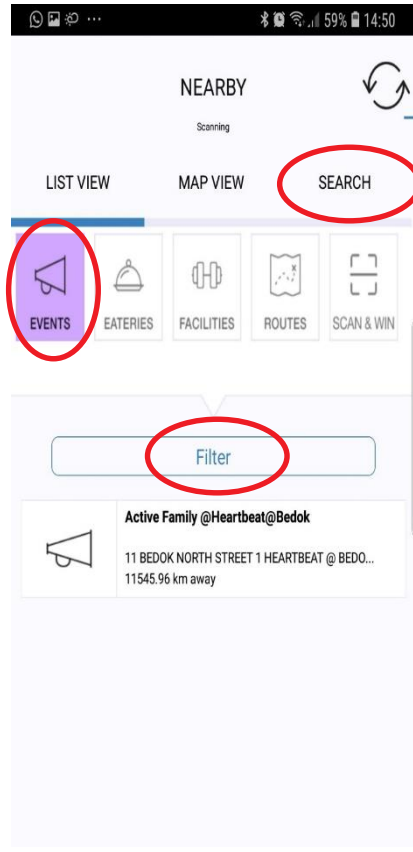 59% 14:50
NEARBY
Scanning
LIST VIEW MAP VIEW SEARCH
EVENTS EATERIES FACILITIES ROUTES SCAN & WIN
Filter
Active Family @Heartbeat@Bedok
11 BEDOK NORTH STREET 1 HEARTBEAT @ BEDO...
11545.96 km away